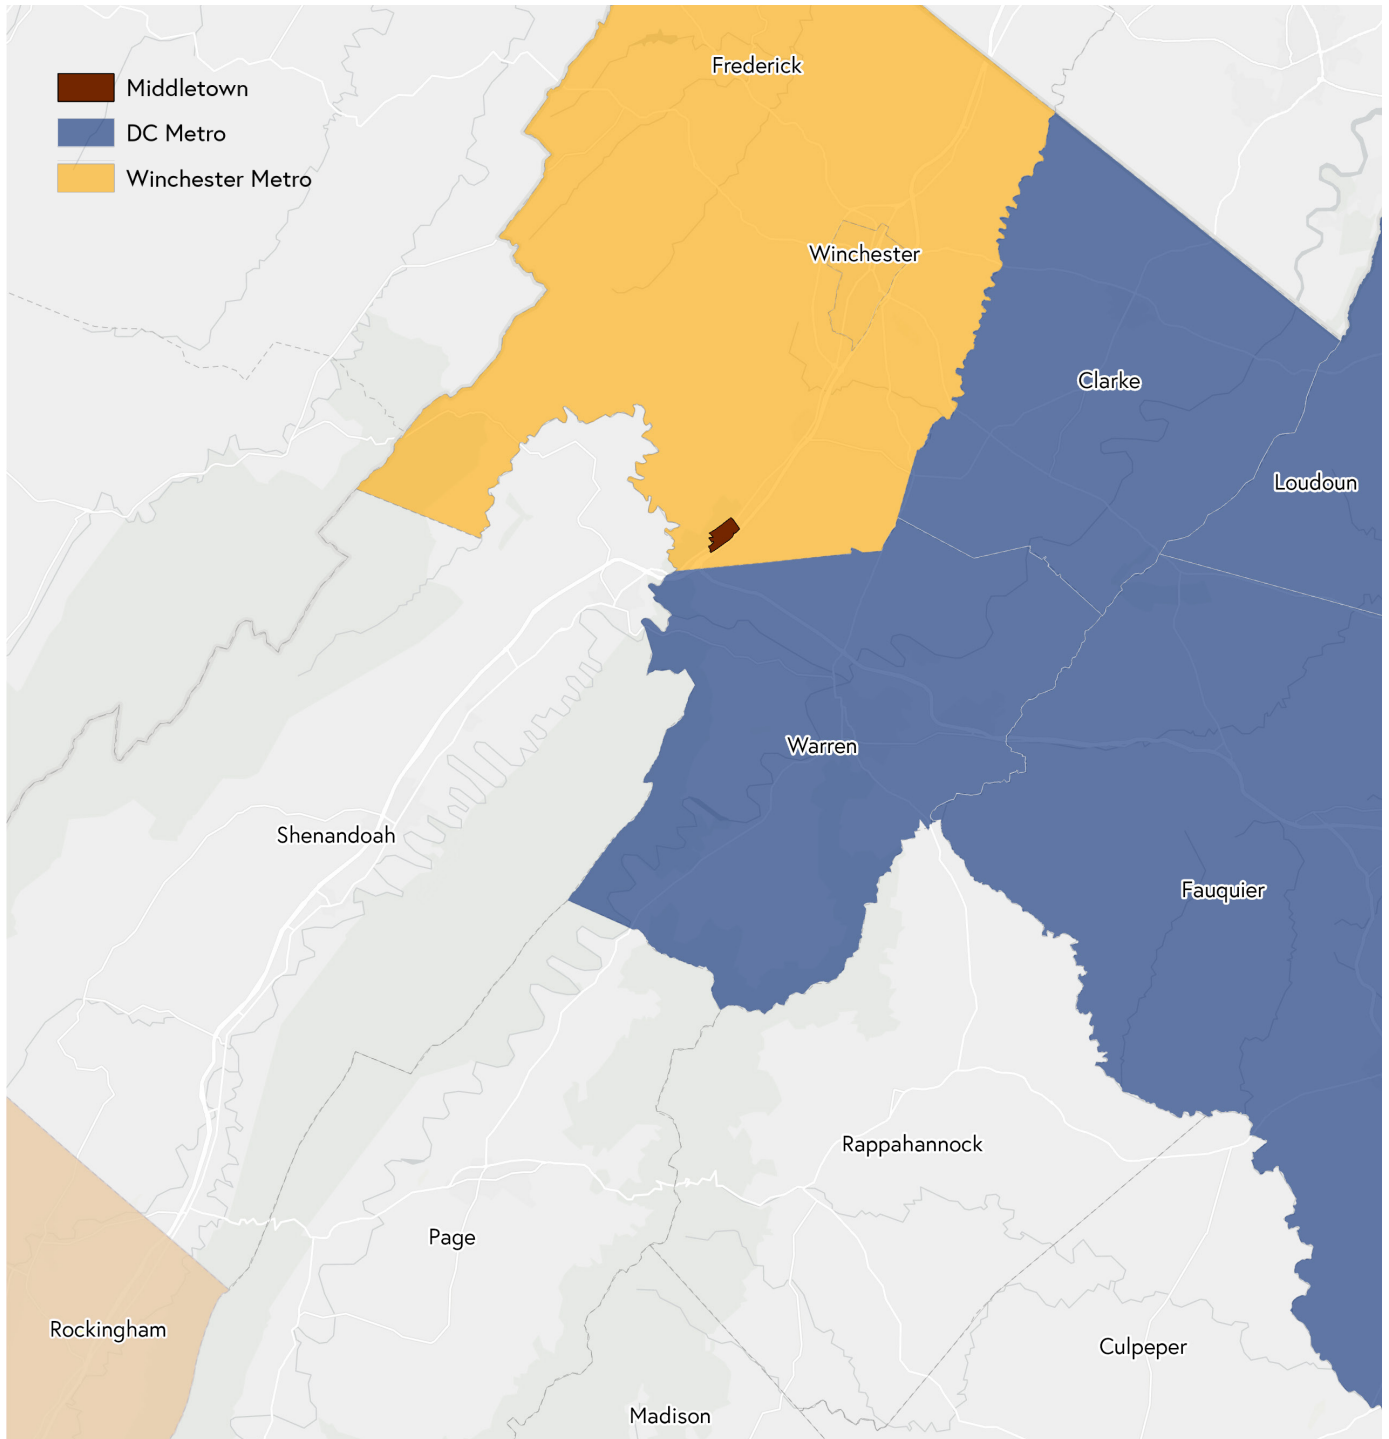 Frederick
Middletown
DC Metro
Winchester Metro
Winchester
Clarke
Loudoun
Warren
Shenandoah
Fauquier
Rappahannock
Page
Rockingham
Culpeper
Madison